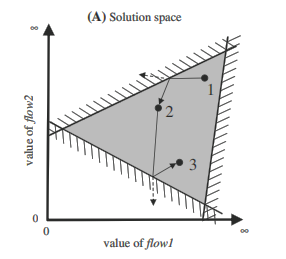 (A) Solution space
∞
1
2
value of flow2
3
0
0
∞
value of flow1